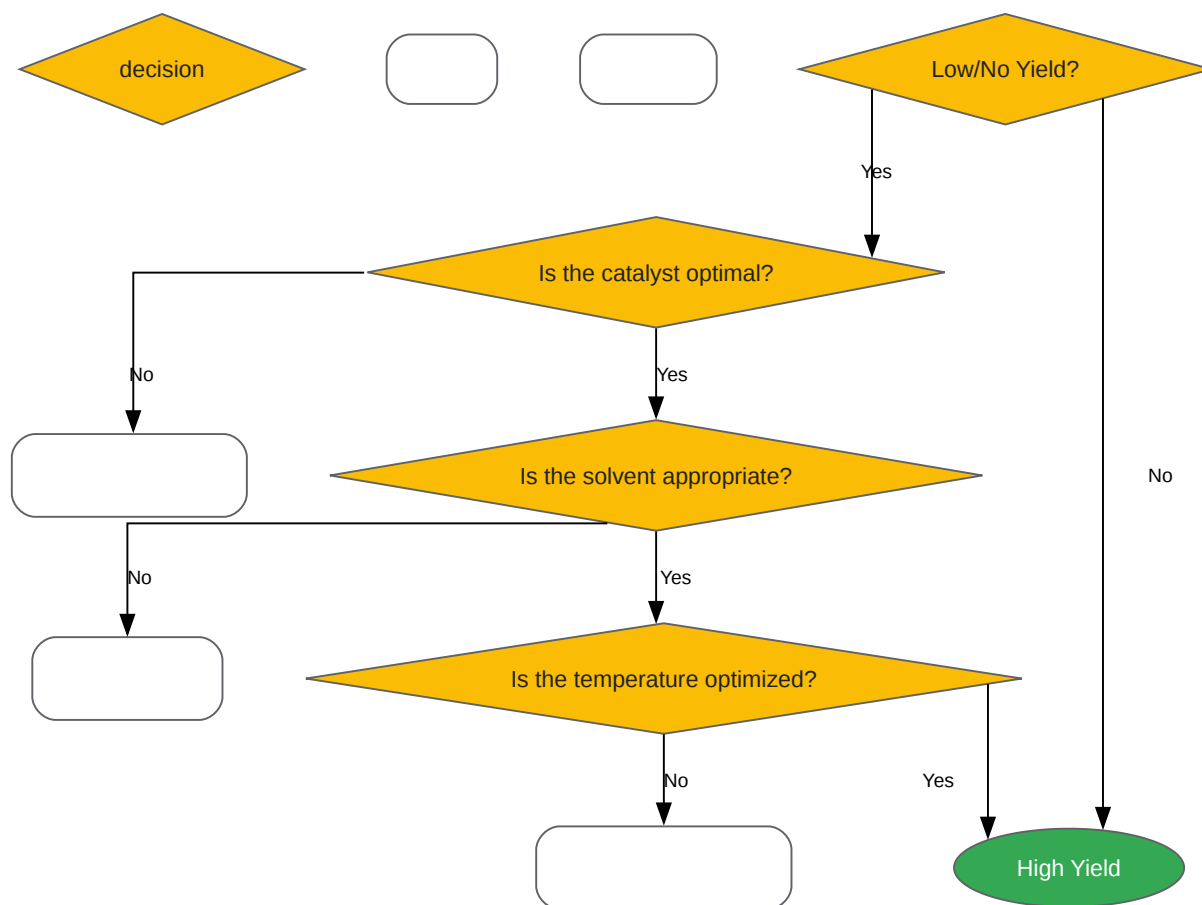 decision
Low/No Yield?
Yes
Is the catalyst optimal?
No
Yes
Is the solvent appropriate?
No
No
Yes
Is the temperature optimized?
No
Yes
High Yield